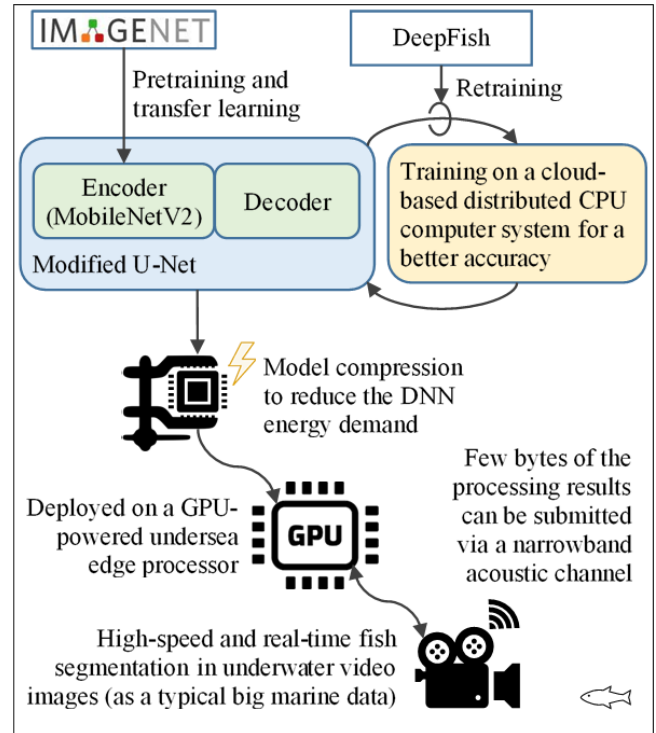 IMAGENET
DeepFish
Pretraining and
transfer learning
Retraining
Encoder
(MobileNetV2)
Decoder
Modified U-Net
Training on a cloud-
based distributed CPU
computer system for a
better accuracy
Model compression
to reduce the DNN
energy demand
Few bytes of the
processing results
can be submitted
via a narrowband
acoustic channel
Deployed on a GPU-
powered undersea
edge processor
GPU
High-speed and real-time fish
segmentation in underwater video
images (as a typical big marine data)